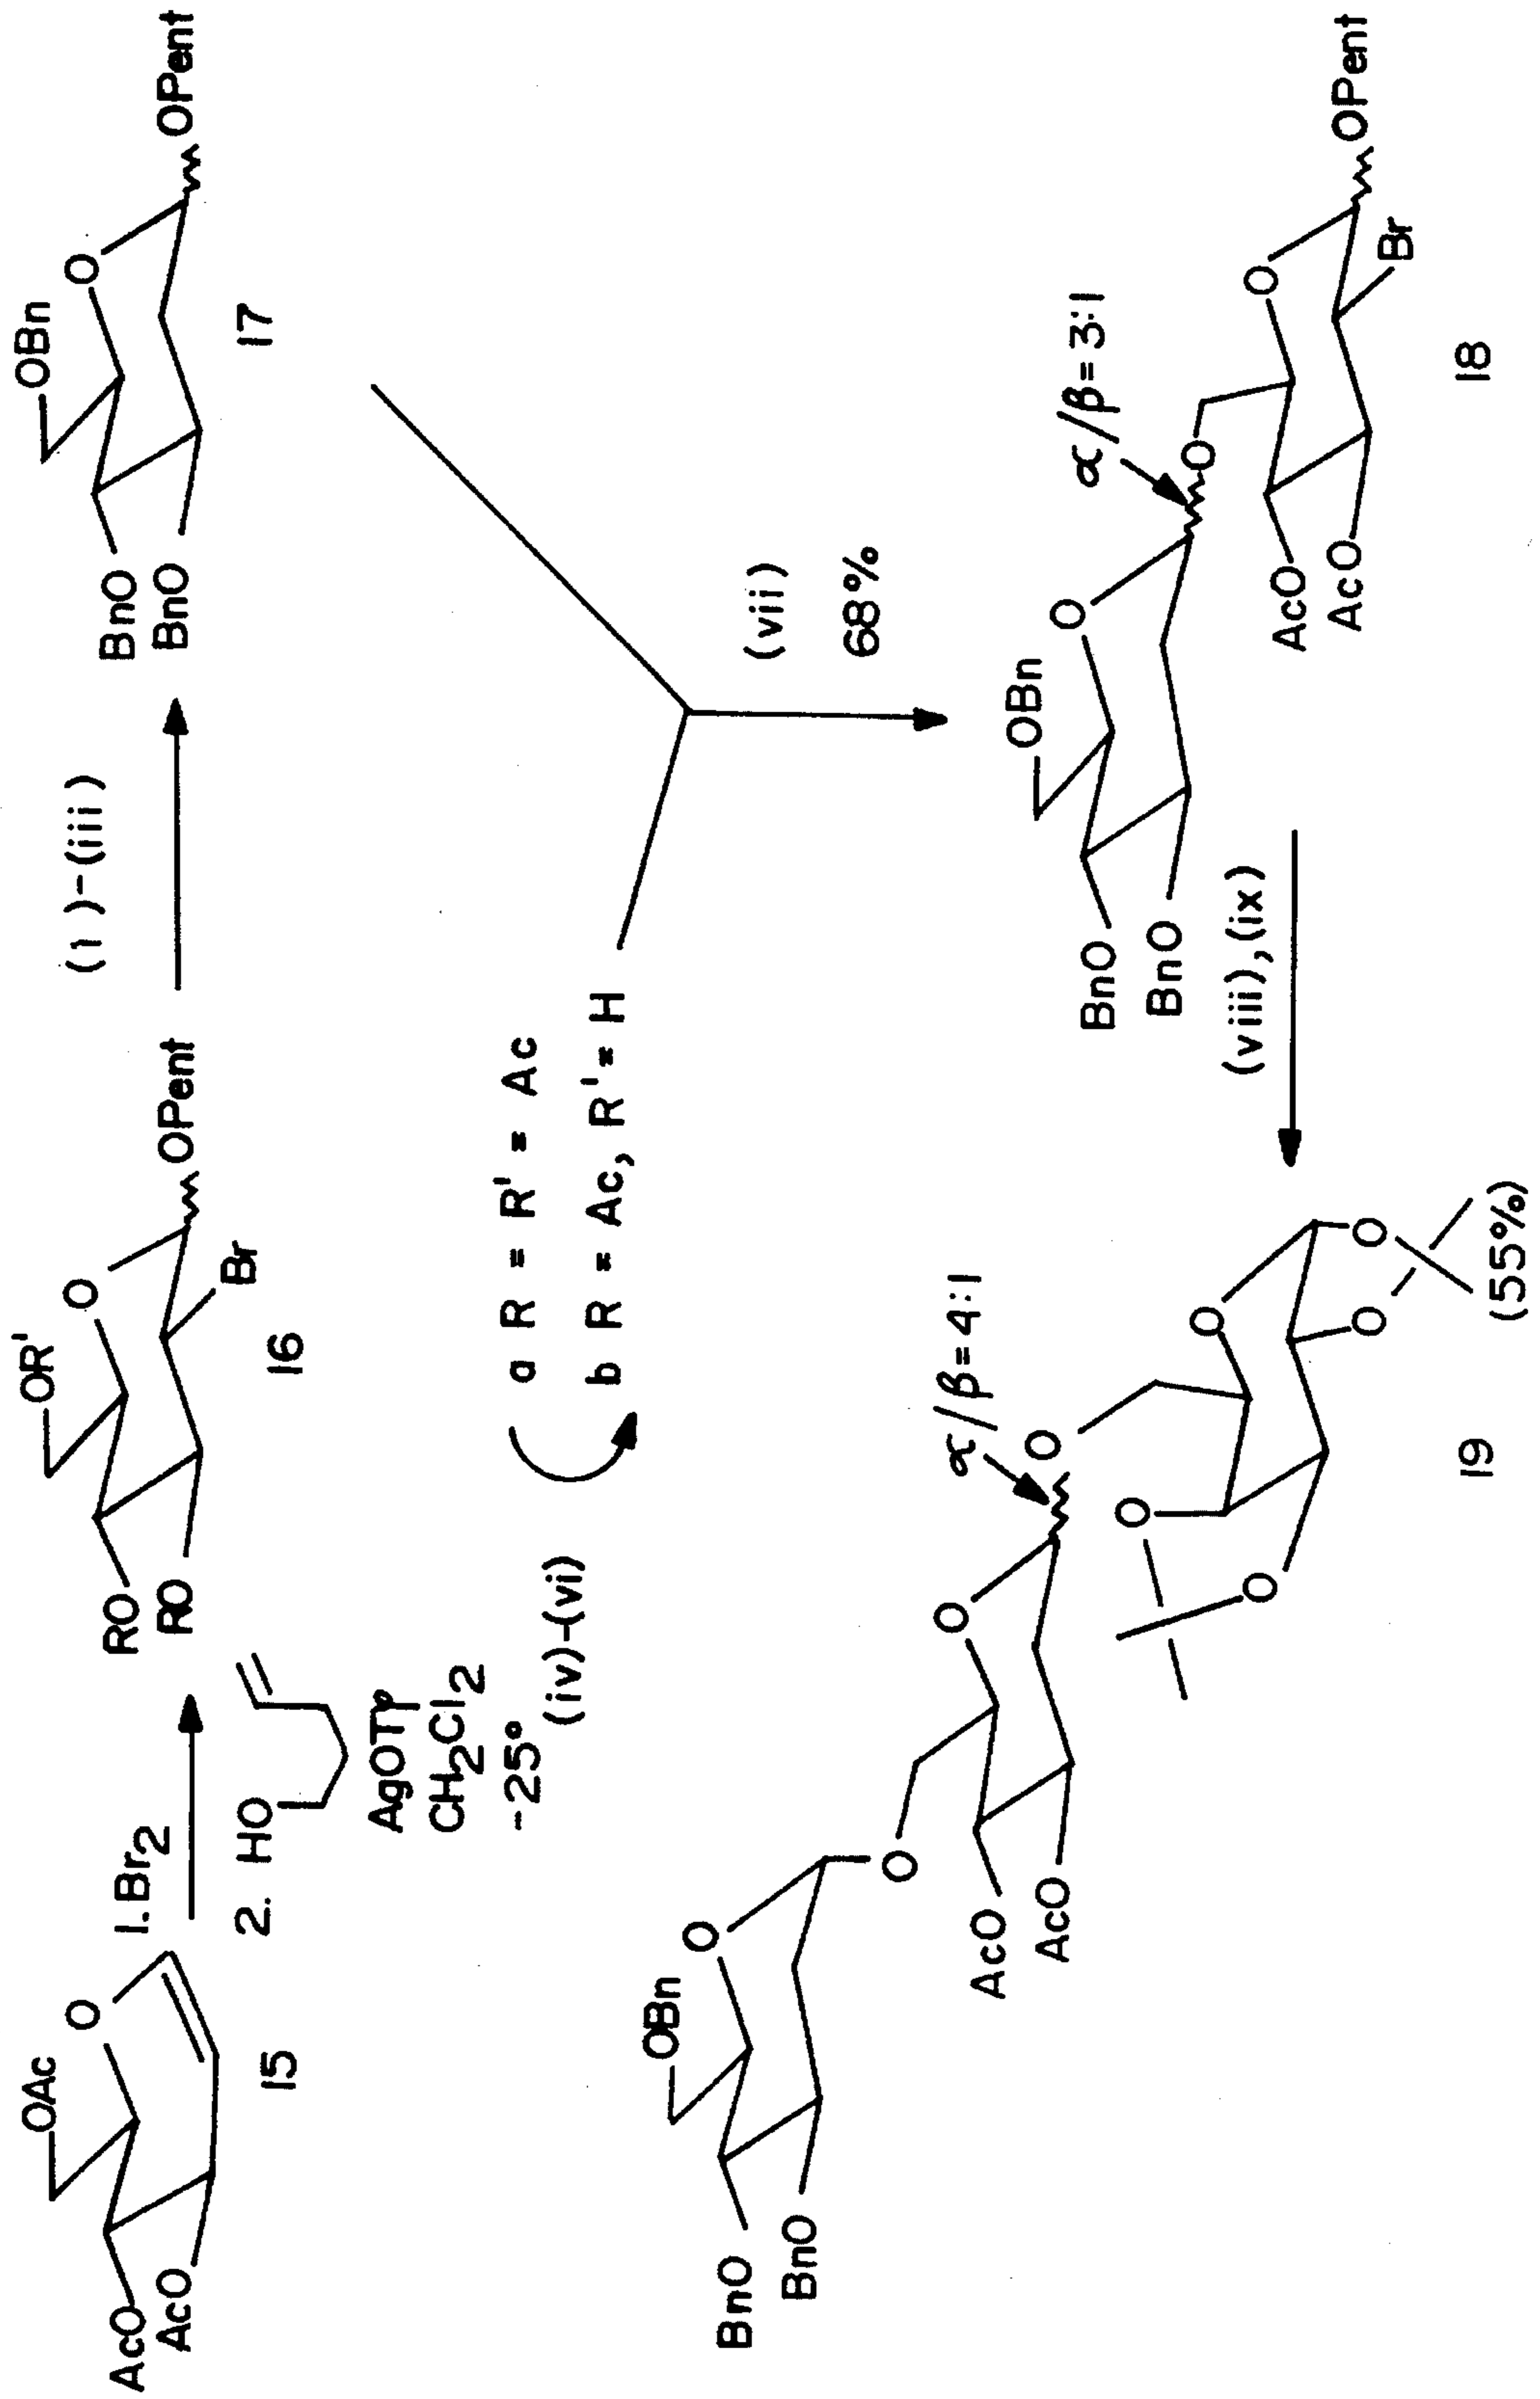 OAc
O
AcO
AcO
15
1. Br2
2. HO
AgOTf
CH2Cl2
-25°
OR'
O
RO
RO
Br
OPent
16
(i)-(iii)
OBn
O
BnO
BnO
OPent
17
(iv)-(vi)
a R = R' = Ac
b R = Ac, R' = H
(vii)
68%
OBn
O
BnO
BnO
α/β = 3:1
O
O
AcO
AcO
Br
OPent
18
(viii),(ix)
OBn
O
BnO
BnO
O
O
AcO
AcO
α/β = 4:1
O
O
O
O
O
O
19
(55%)